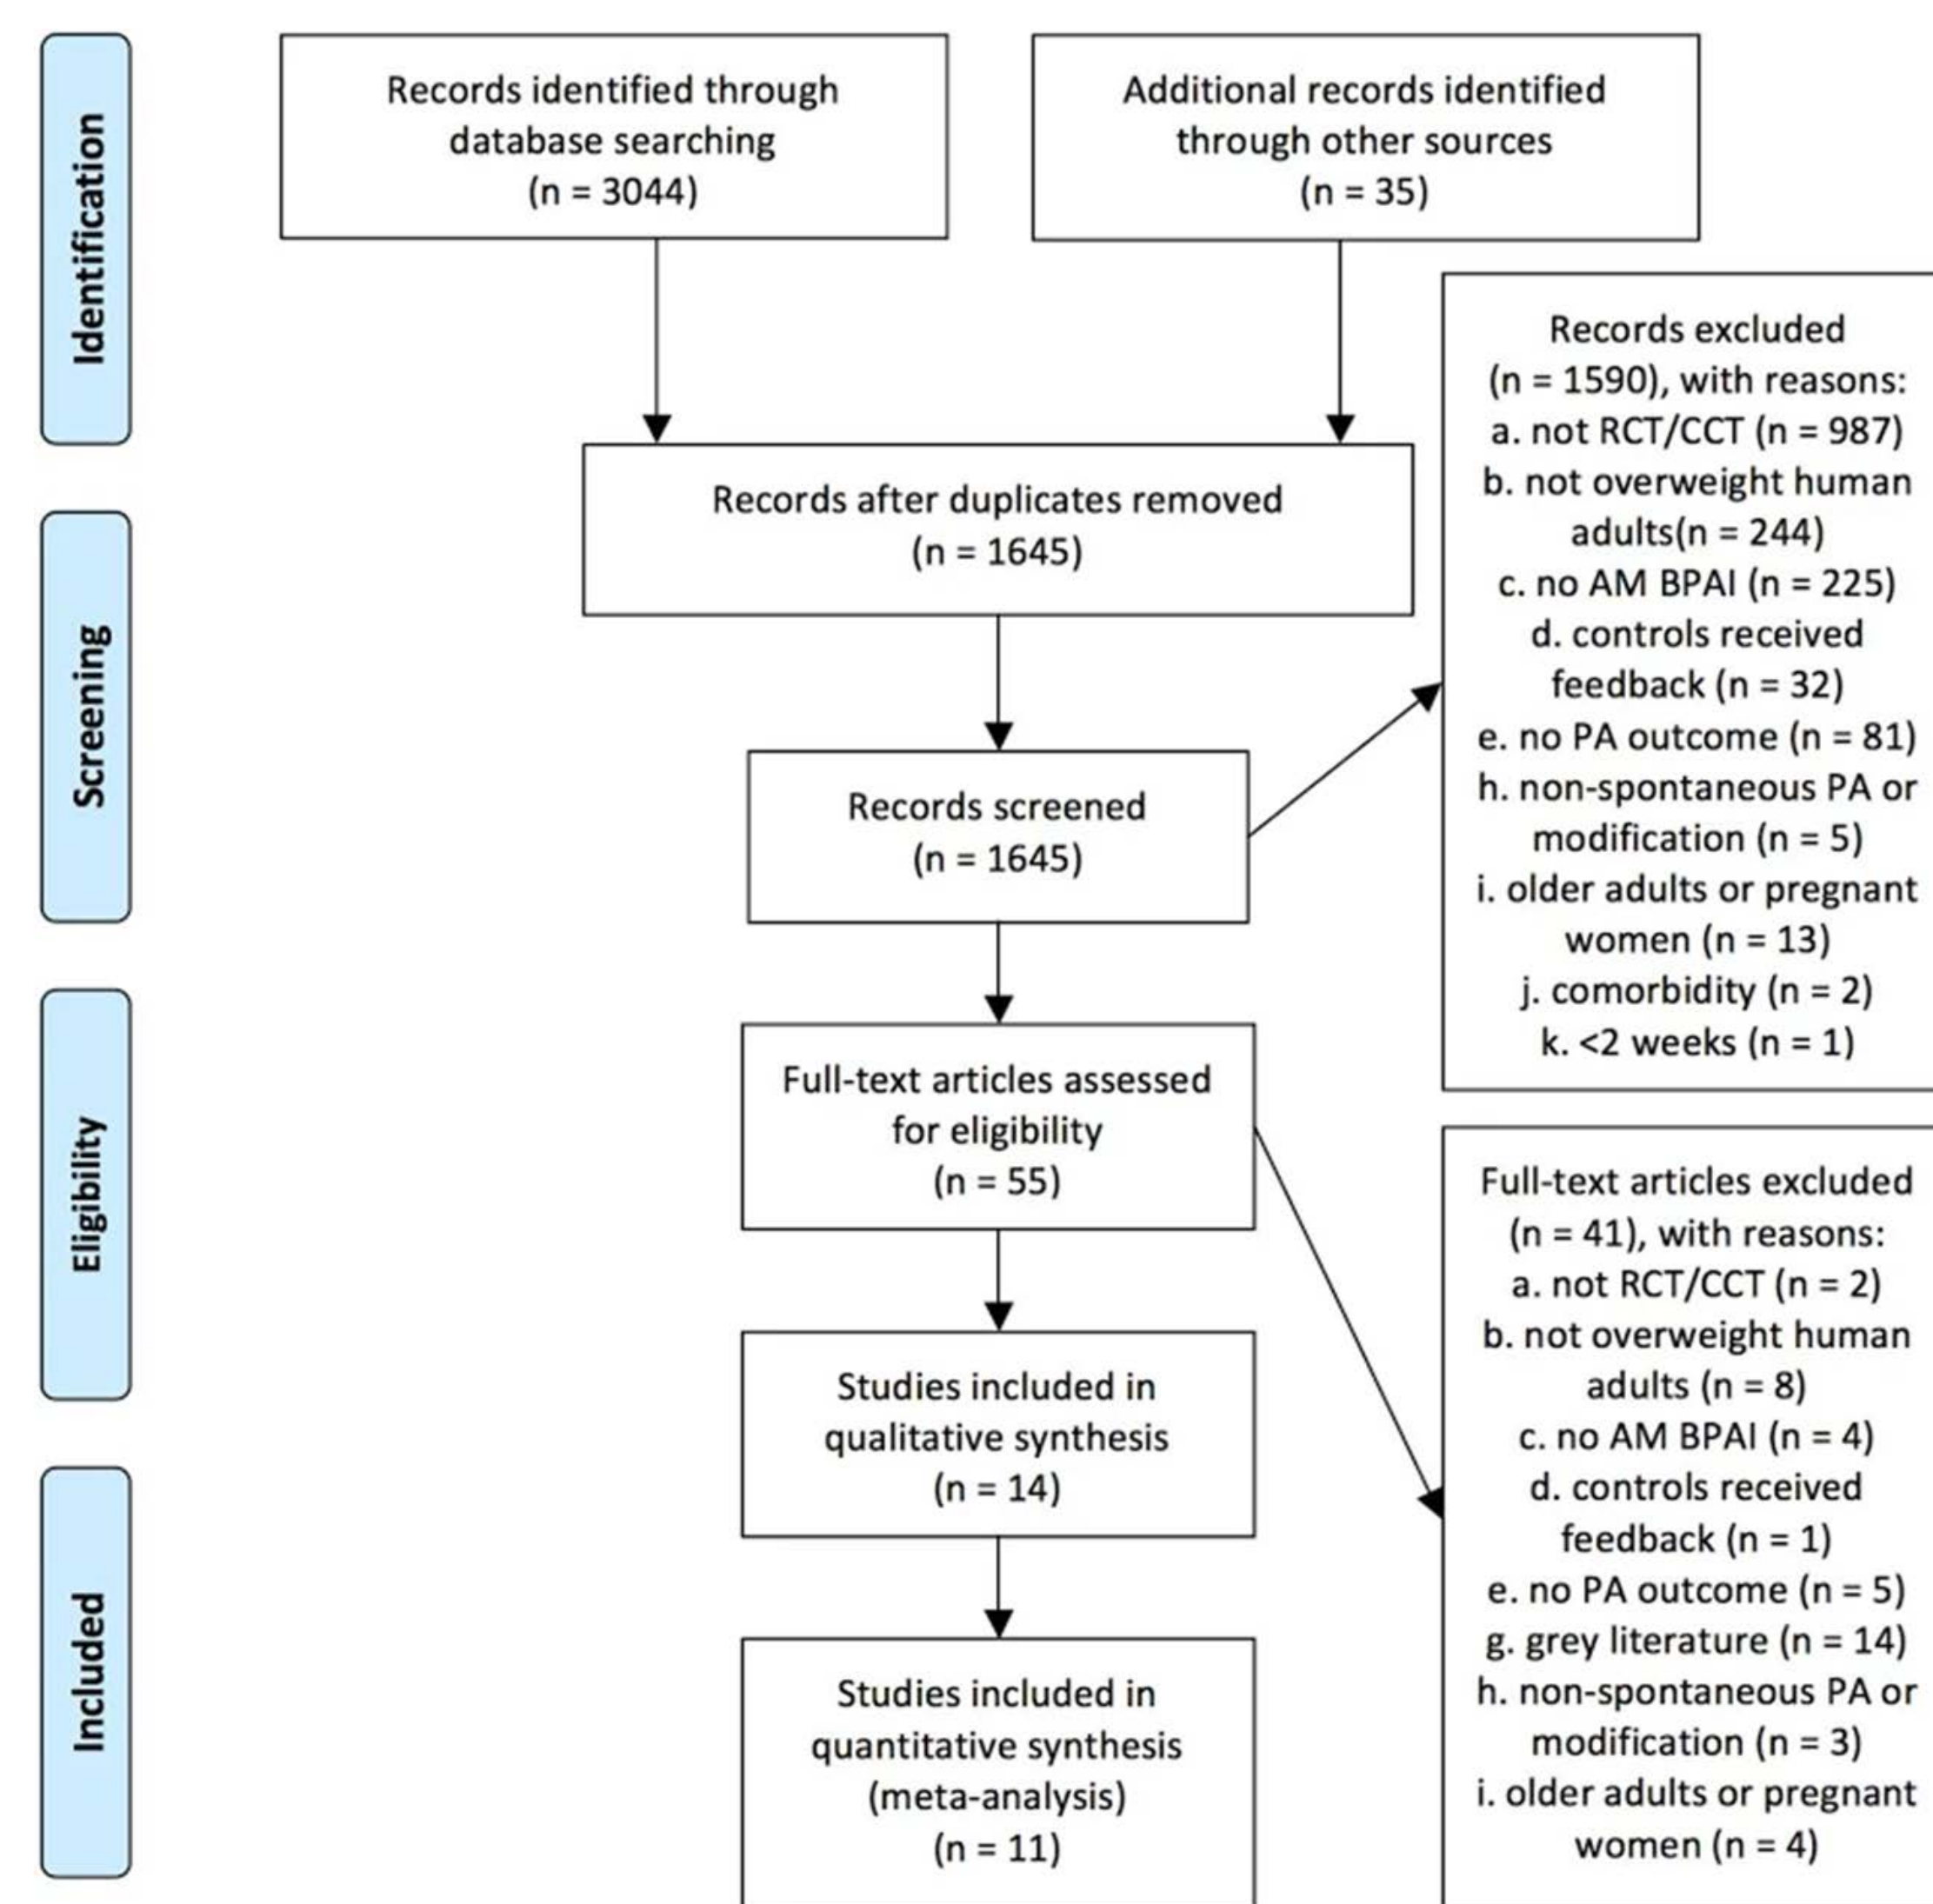 Identification
Records identified through
database searching
(n = 3044)
Additional records identified
through other sources
(n = 35)
Records after duplicates removed
(n = 1645)
Screening
Records screened
(n = 1645)
Records excluded
(n = 1590), with reasons:
a. not RCT/CCT (n = 987)
b. not overweight human
adults(n = 244)
c. no AM BPAI (n = 225)
d. controls received
feedback (n = 32)
e. no PA outcome (n = 81)
h. non-spontaneous PA or
modification (n = 5)
i. older adults or pregnant
women (n = 13)
j. comorbidity (n = 2)
k. <2 weeks (n = 1)
Eligibility
Full-text articles assessed
for eligibility
(n = 55)
Full-text articles excluded
(n = 41), with reasons:
a. not RCT/CCT (n = 2)
b. not overweight human
adults (n = 8)
c. no AM BPAI (n = 4)
d. controls received
feedback (n = 1)
e. no PA outcome (n = 5)
g. grey literature (n = 14)
h. non-spontaneous PA or
modification (n = 3)
i. older adults or pregnant
women (n = 4)
Studies included in
qualitative synthesis
(n = 14)
Included
Studies included in
quantitative synthesis
(meta-analysis)
(n = 11)